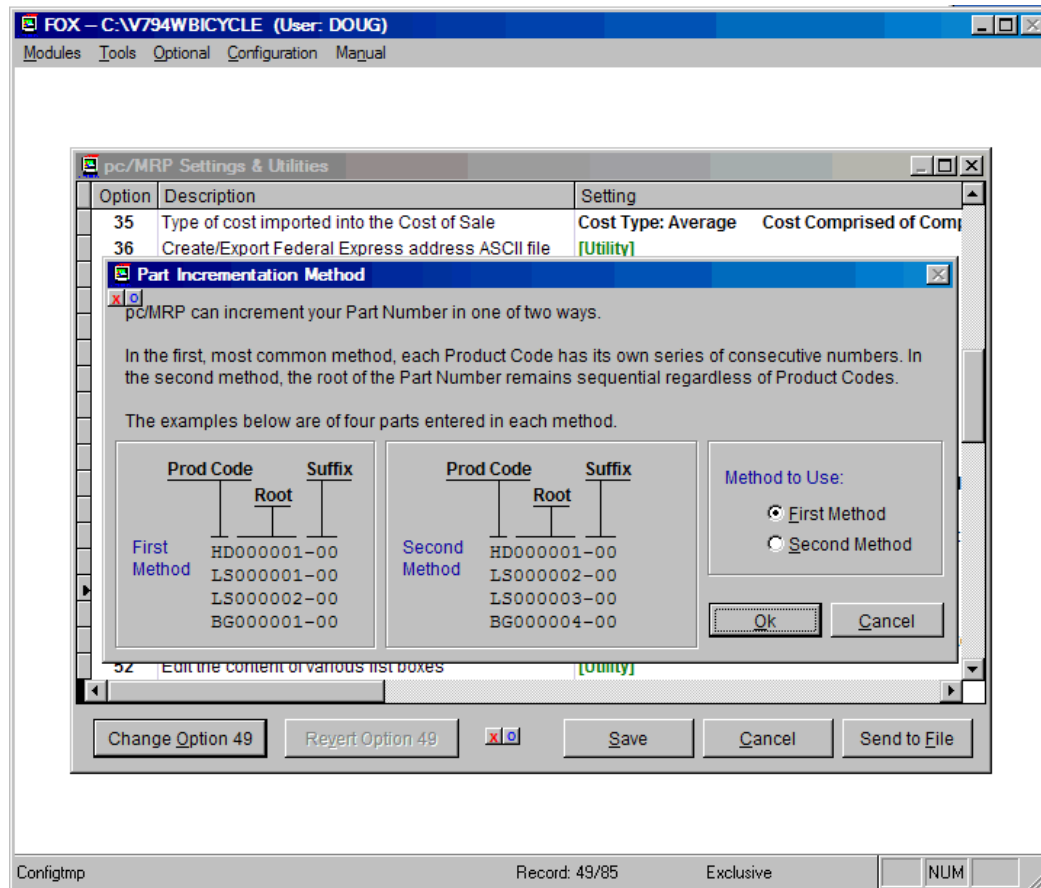 FOX – C:\V794WBICYCLE (User: DOUG)
Modules Tools Optional Configuration Manual
pc/MRP Settings & Utilities
Option Description Setting
35 Type of cost imported into the Cost of Sale Cost Type: Average Cost Comprised of Comp
36 Create/Export Federal Express address ASCII file [Utility]
Part Incrementation Method
x o
pc/MRP can increment your Part Number in one of two ways.
In the first, most common method, each Product Code has its own series of consecutive numbers. In
the second method, the root of the Part Number remains sequential regardless of Product Codes.
The examples below are of four parts entered in each method.
Prod Code Suffix
Root
First
Method
HD000001-00
LS000001-00
LS000002-00
BG000001-00
Prod Code Suffix
Root
Second
Method
HD000001-00
LS000002-00
LS000003-00
BG000004-00
Method to Use:
First Method
Second Method
Ok Cancel
52 Edit the content of various list boxes [Utility]
Change Option 49 Revert Option 49 x o Save Cancel Send to File
Configtmp Record: 49/85 Exclusive NUM